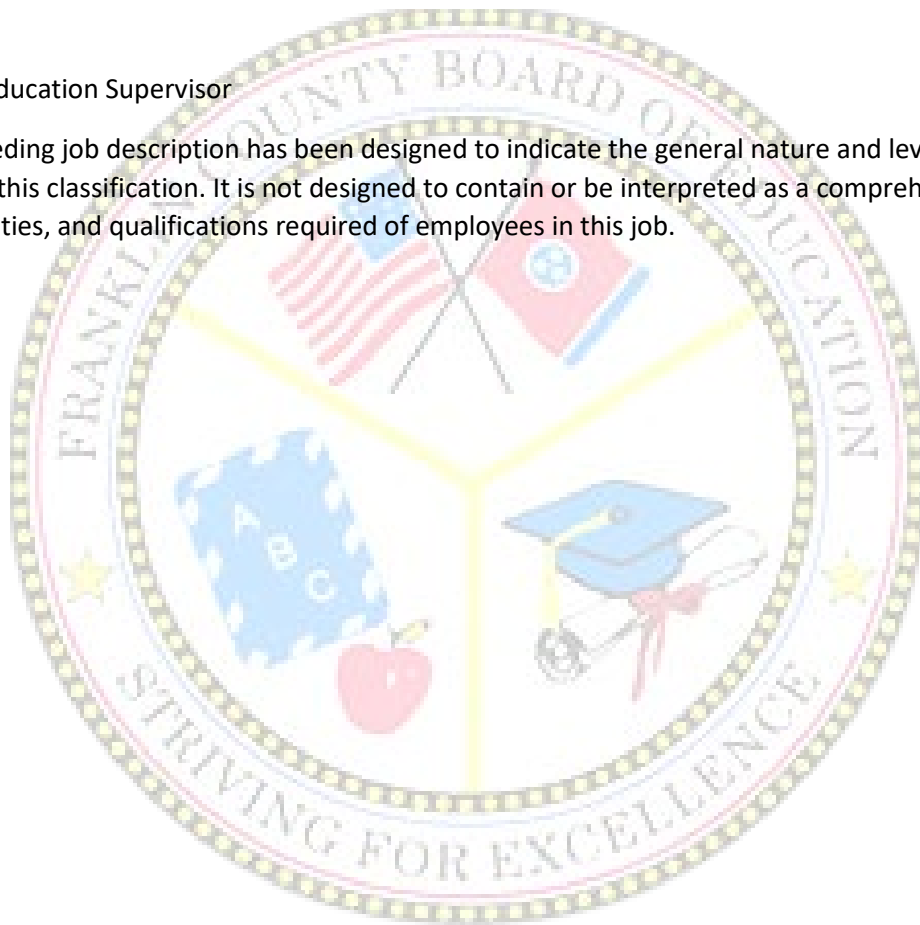 ducation Supervisor
eding job description has been designed to indicate the general nature and lev
this classification. It is not designed to contain or be interpreted as a compreh
ties, and qualifications required of employees in this job.
FRANKLIN COUNTY BOARD OF EDUCATION
A
B
C
STRIVING FOR EXCELLENCE